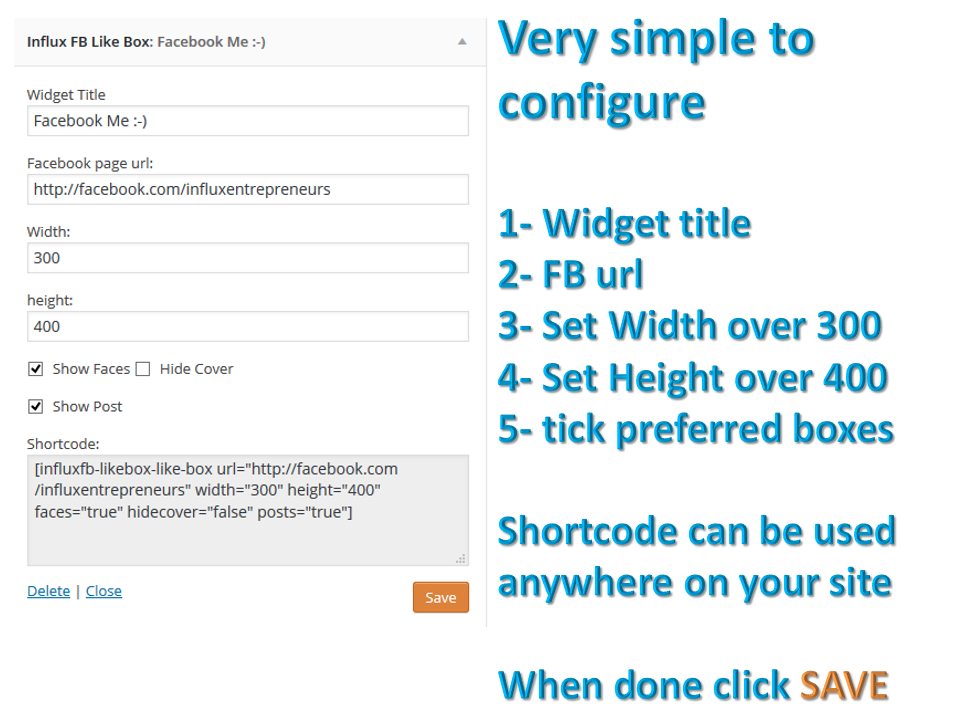 Influx FB Like Box: Facebook Me :-)
Widget Title
Facebook Me :-)
Facebook page url:
http://facebook.com/influxentrepreneurs
Width:
300
height:
400
Show Faces Hide Cover
Show Post
Shortcode:
[influxfb-likebox-like-box url="http://facebook.com
/influxentrepreneurs" width="300" height="400"
faces="true" hidecover="false" posts="true"]
Delete | Close
Save
Very simple to
configure
1- Widget title
2- FB url
3- Set Width over 300
4- Set Height over 400
5- tick preferred boxes
Shortcode can be used
anywhere on your site
When done click SAVE